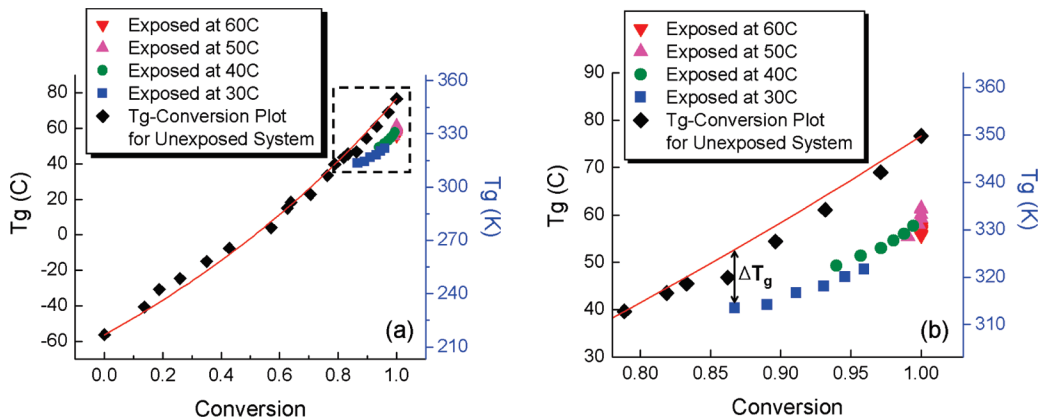 Exposed at 60C
Exposed at 50C
Exposed at 40C
Exposed at 30C
Tg-Conversion Plot
for Unexposed System
80
60
40
20
0
-20
-40
-60
Tg (C)
360
330
300
270
240
210
Tg (K)
0.0 0.2 0.4 0.6 0.8 1.0
Conversion
(a)
Exposed at 60C
Exposed at 50C
Exposed at 40C
Exposed at 30C
Tg-Conversion Plot
for Unexposed System
90
80
70
60
50
40
30
Tg (C)
360
350
340
330
320
310
Tg (K)
ΔTg
0.80 0.85 0.90 0.95 1.00
Conversion
(b)